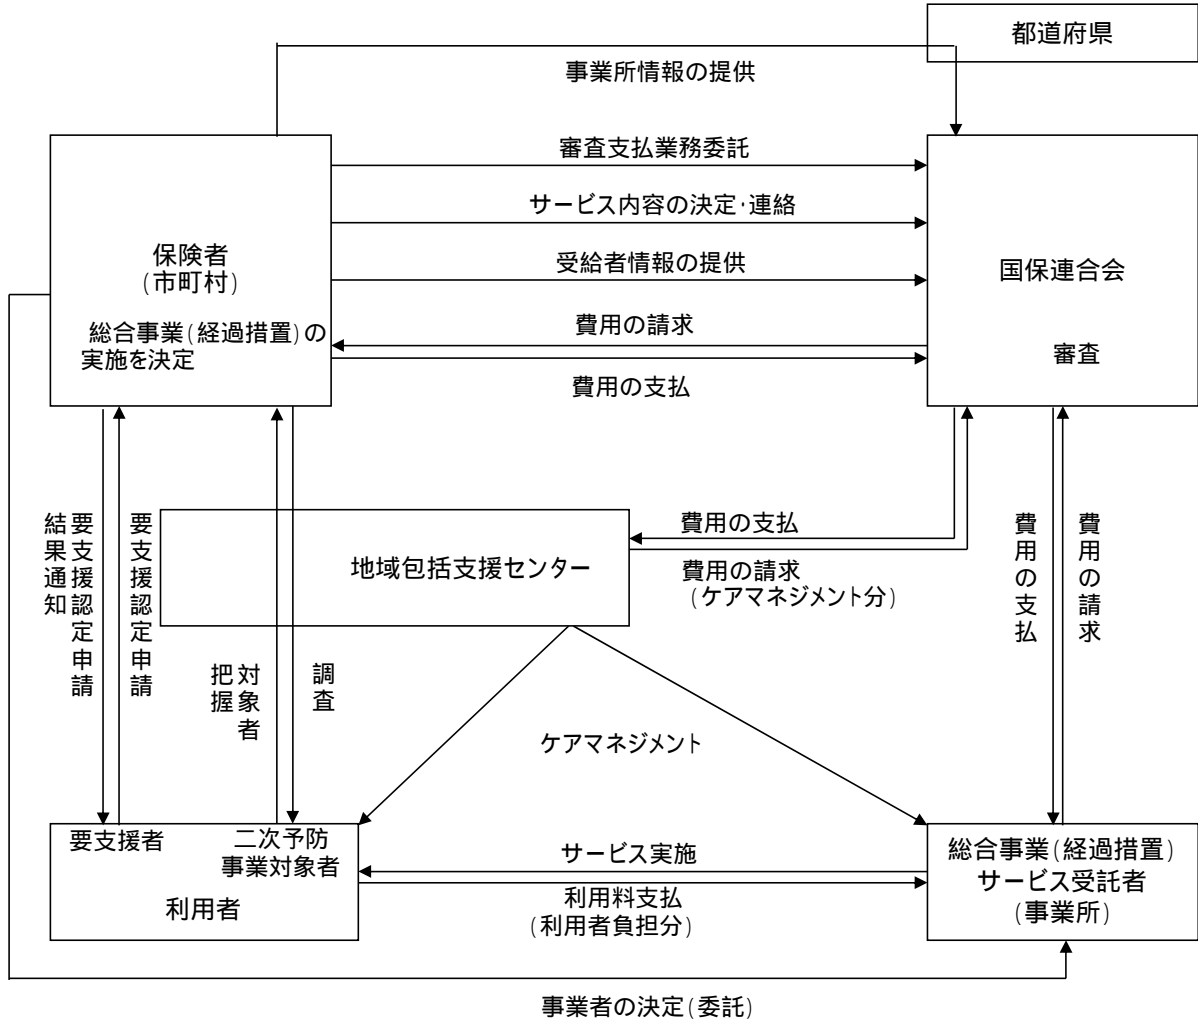 都道府県
事業所情報の提供
審査支払業務委託
サービス内容の決定･連絡
保険者
(市町村)
受給者情報の提供
国保連合会
総合事業(経過措置)の
実施を決定
費用の請求
審査
費用の支払
要支援認定申請
結果通知
要支援認定申請
地域包括支援センター
費用の支払
費用の請求
(ケアマネジメント分)
費用の支払
費用の請求
対象者
把握
調査
ケアマネジメント
要支援者
二次予防
事業対象者
利用者
サービス実施
利用料支払
(利用者負担分)
総合事業(経過措置)
サービス受託者
(事業所)
事業者の決定(委託)